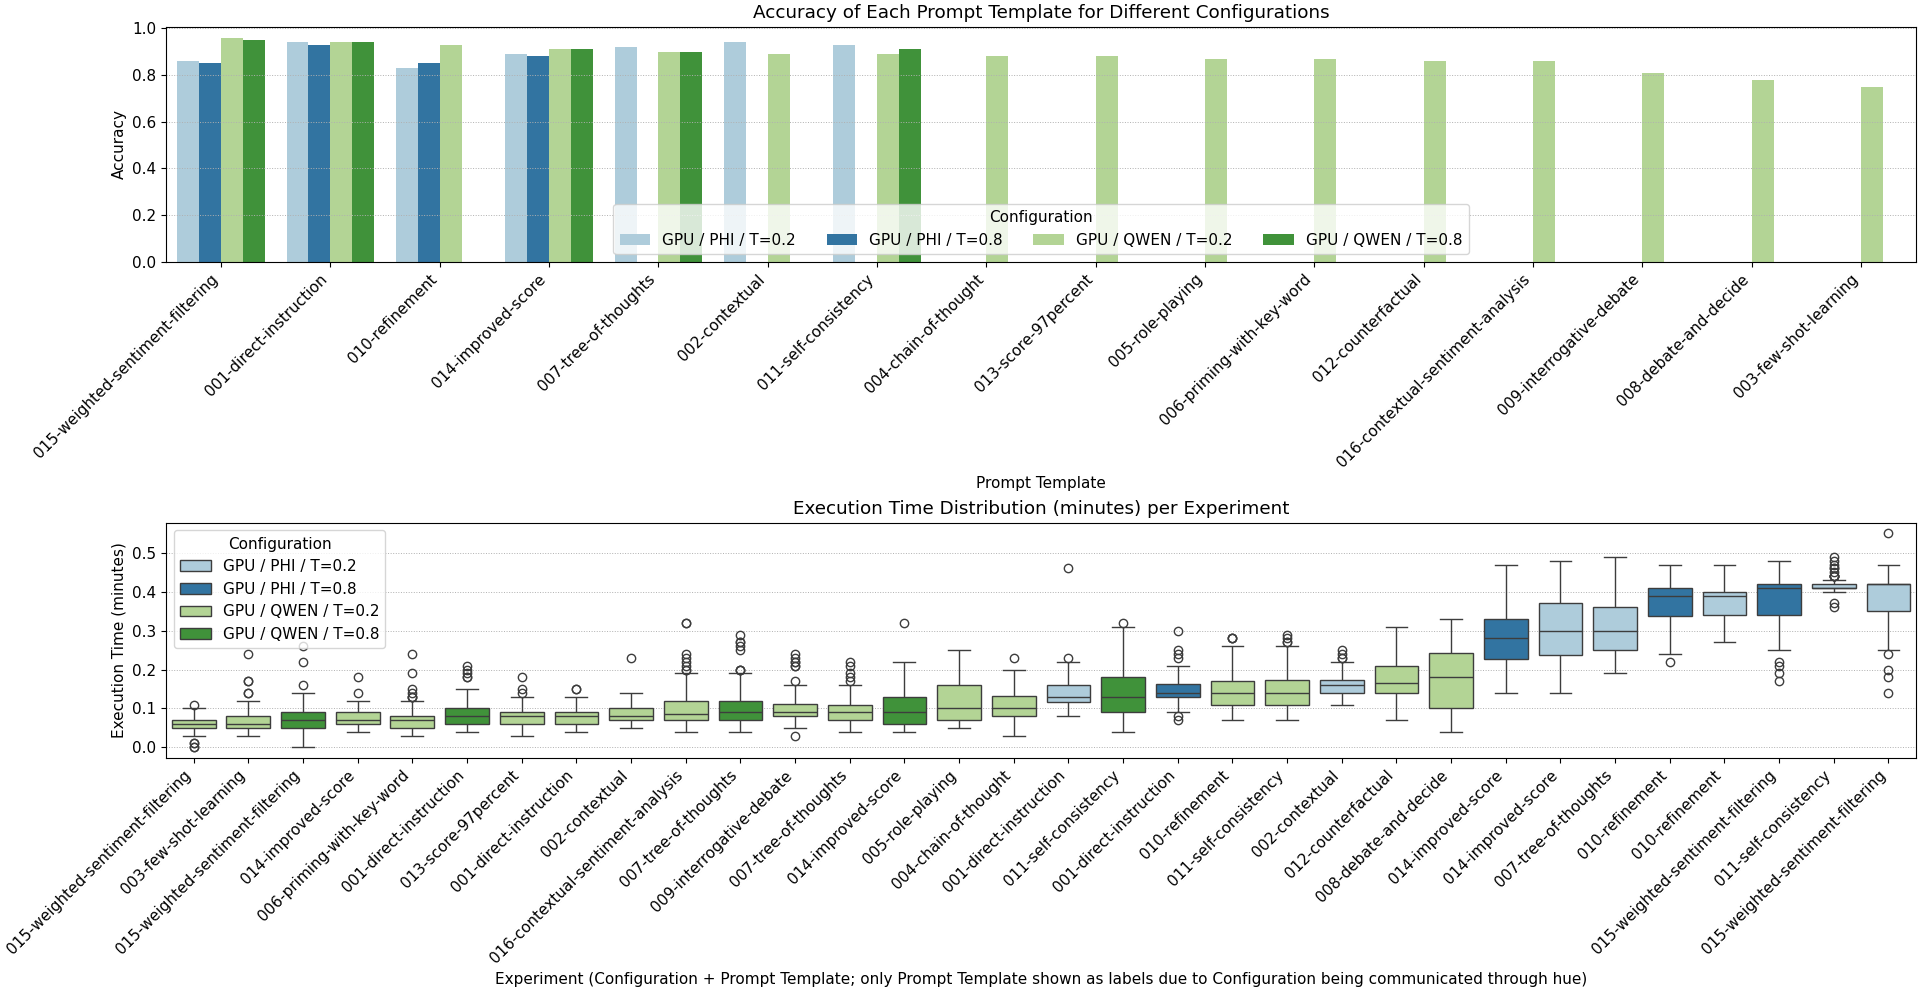 Accuracy of Each Prompt Template for Different Configurations
Accuracy
1.0
0.8
0.6
0.4
0.2
0.0
Configuration
GPU / PHI / T=0.2
GPU / PHI / T=0.8
GPU / QWEN / T=0.2
GPU / QWEN / T=0.8
015-weighted-sentiment-filtering
001-direct-instruction
010-refinement
014-improved-score
007-tree-of-thoughts
002-contextual
011-self-consistency
004-chain-of-thought
013-score-97percent
005-role-playing
006-priming-with-key-word
012-counterfactual
016-contextual-sentiment-analysis
009-interrogative-debate
008-debate-and-decide
003-few-shot-learning
Prompt Template
Execution Time Distribution (minutes) per Experiment
Execution Time (minutes)
0.5
0.4
0.3
0.2
0.1
0.0
Configuration
GPU / PHI / T=0.2
GPU / PHI / T=0.8
GPU / QWEN / T=0.2
GPU / QWEN / T=0.8
015-weighted-sentiment-filtering
003-few-shot-learning
015-weighted-sentiment-filtering
014-improved-score
006-priming-with-key-word
001-direct-instruction
013-score-97percent
001-direct-instruction
002-contextual
016-contextual-sentiment-analysis
007-tree-of-thoughts
009-interrogative-debate
007-tree-of-thoughts
014-improved-score
005-role-playing
004-chain-of-thought
001-direct-instruction
011-self-consistency
001-direct-instruction
010-refinement
011-self-consistency
002-contextual
012-counterfactual
008-debate-and-decide
014-improved-score
014-improved-score
007-tree-of-thoughts
010-refinement
010-refinement
015-weighted-sentiment-filtering
011-self-consistency
015-weighted-sentiment-filtering
Experiment (Configuration + Prompt Template; only Prompt Template shown as labels due to Configuration being communicated through hue)